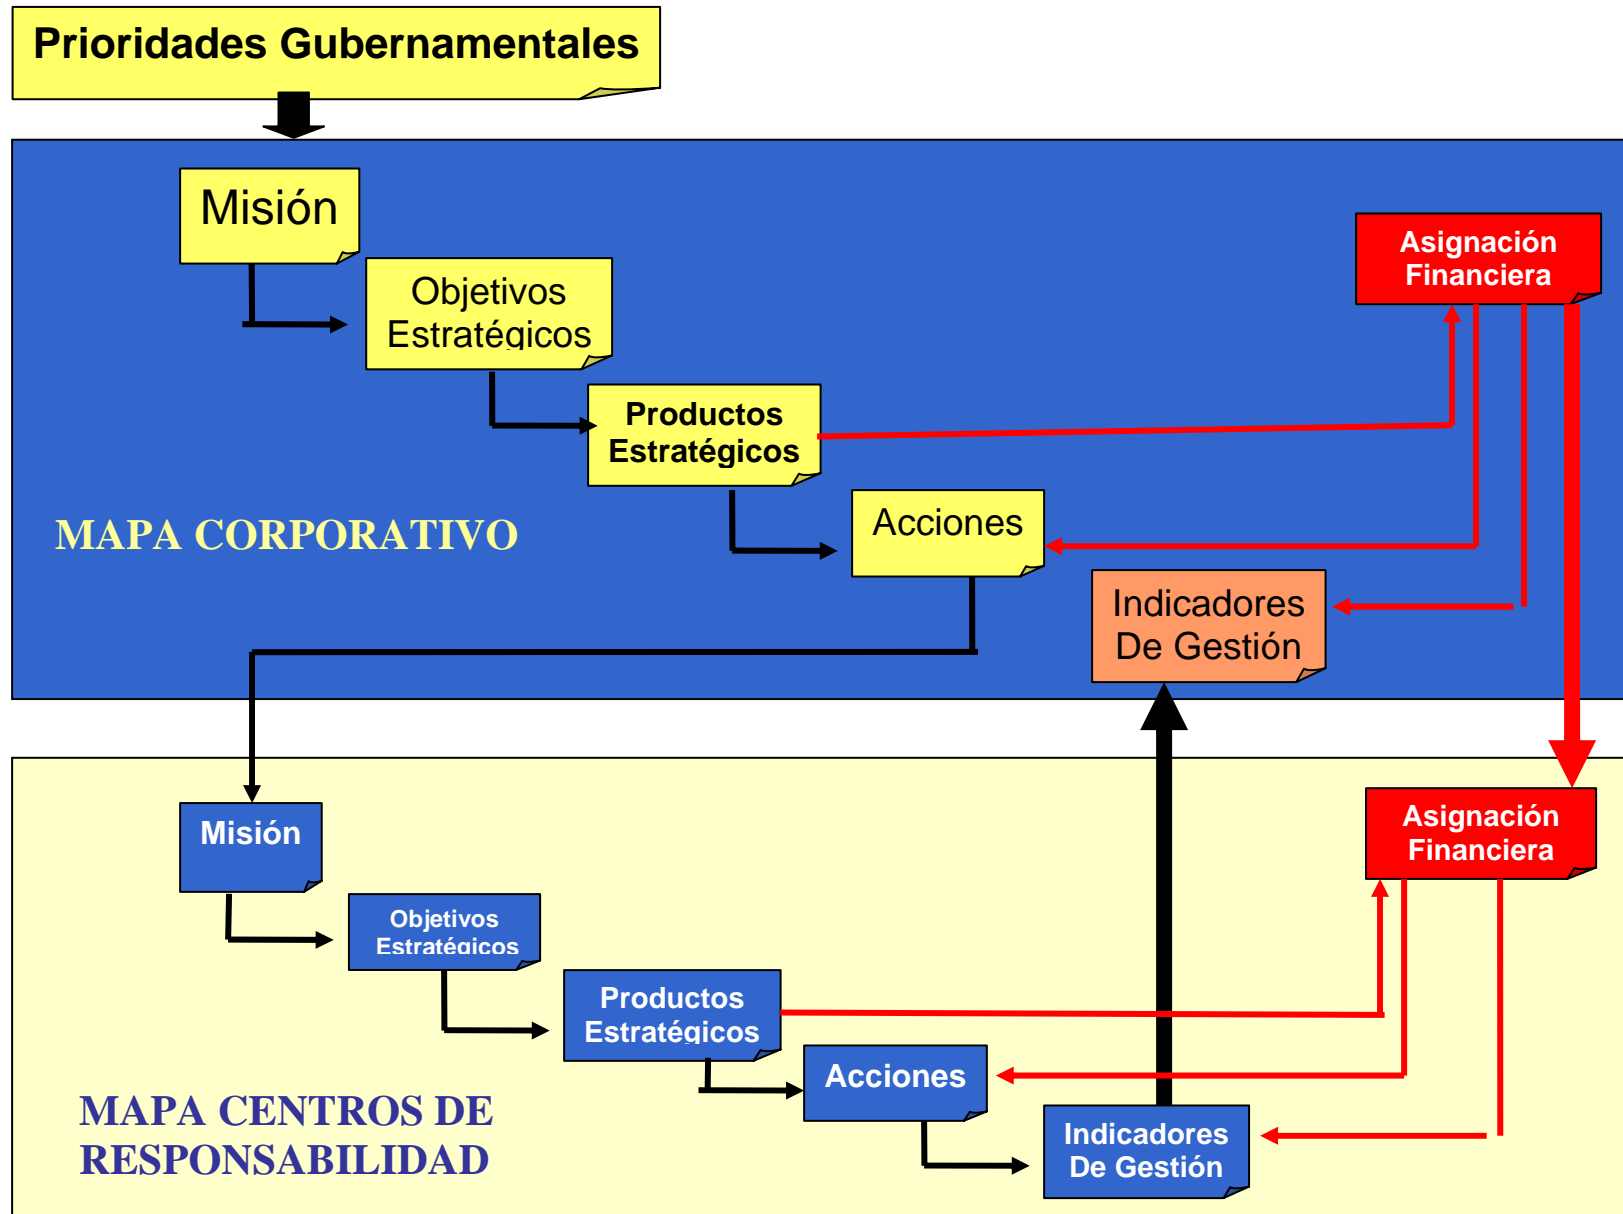 Prioridades Gubernamentales
Misión
Asignación
Financiera
Objetivos
Estratégicos
Productos
Estratégicos
Acciones
MAPA CORPORATIVO
Indicadores
De Gestión
Asignación
Financiera
Misión
Objetivos
Estratégicos
Productos
Estratégicos
Acciones
MAPA CENTROS DE
RESPONSABILIDAD
Indicadores
De Gestión